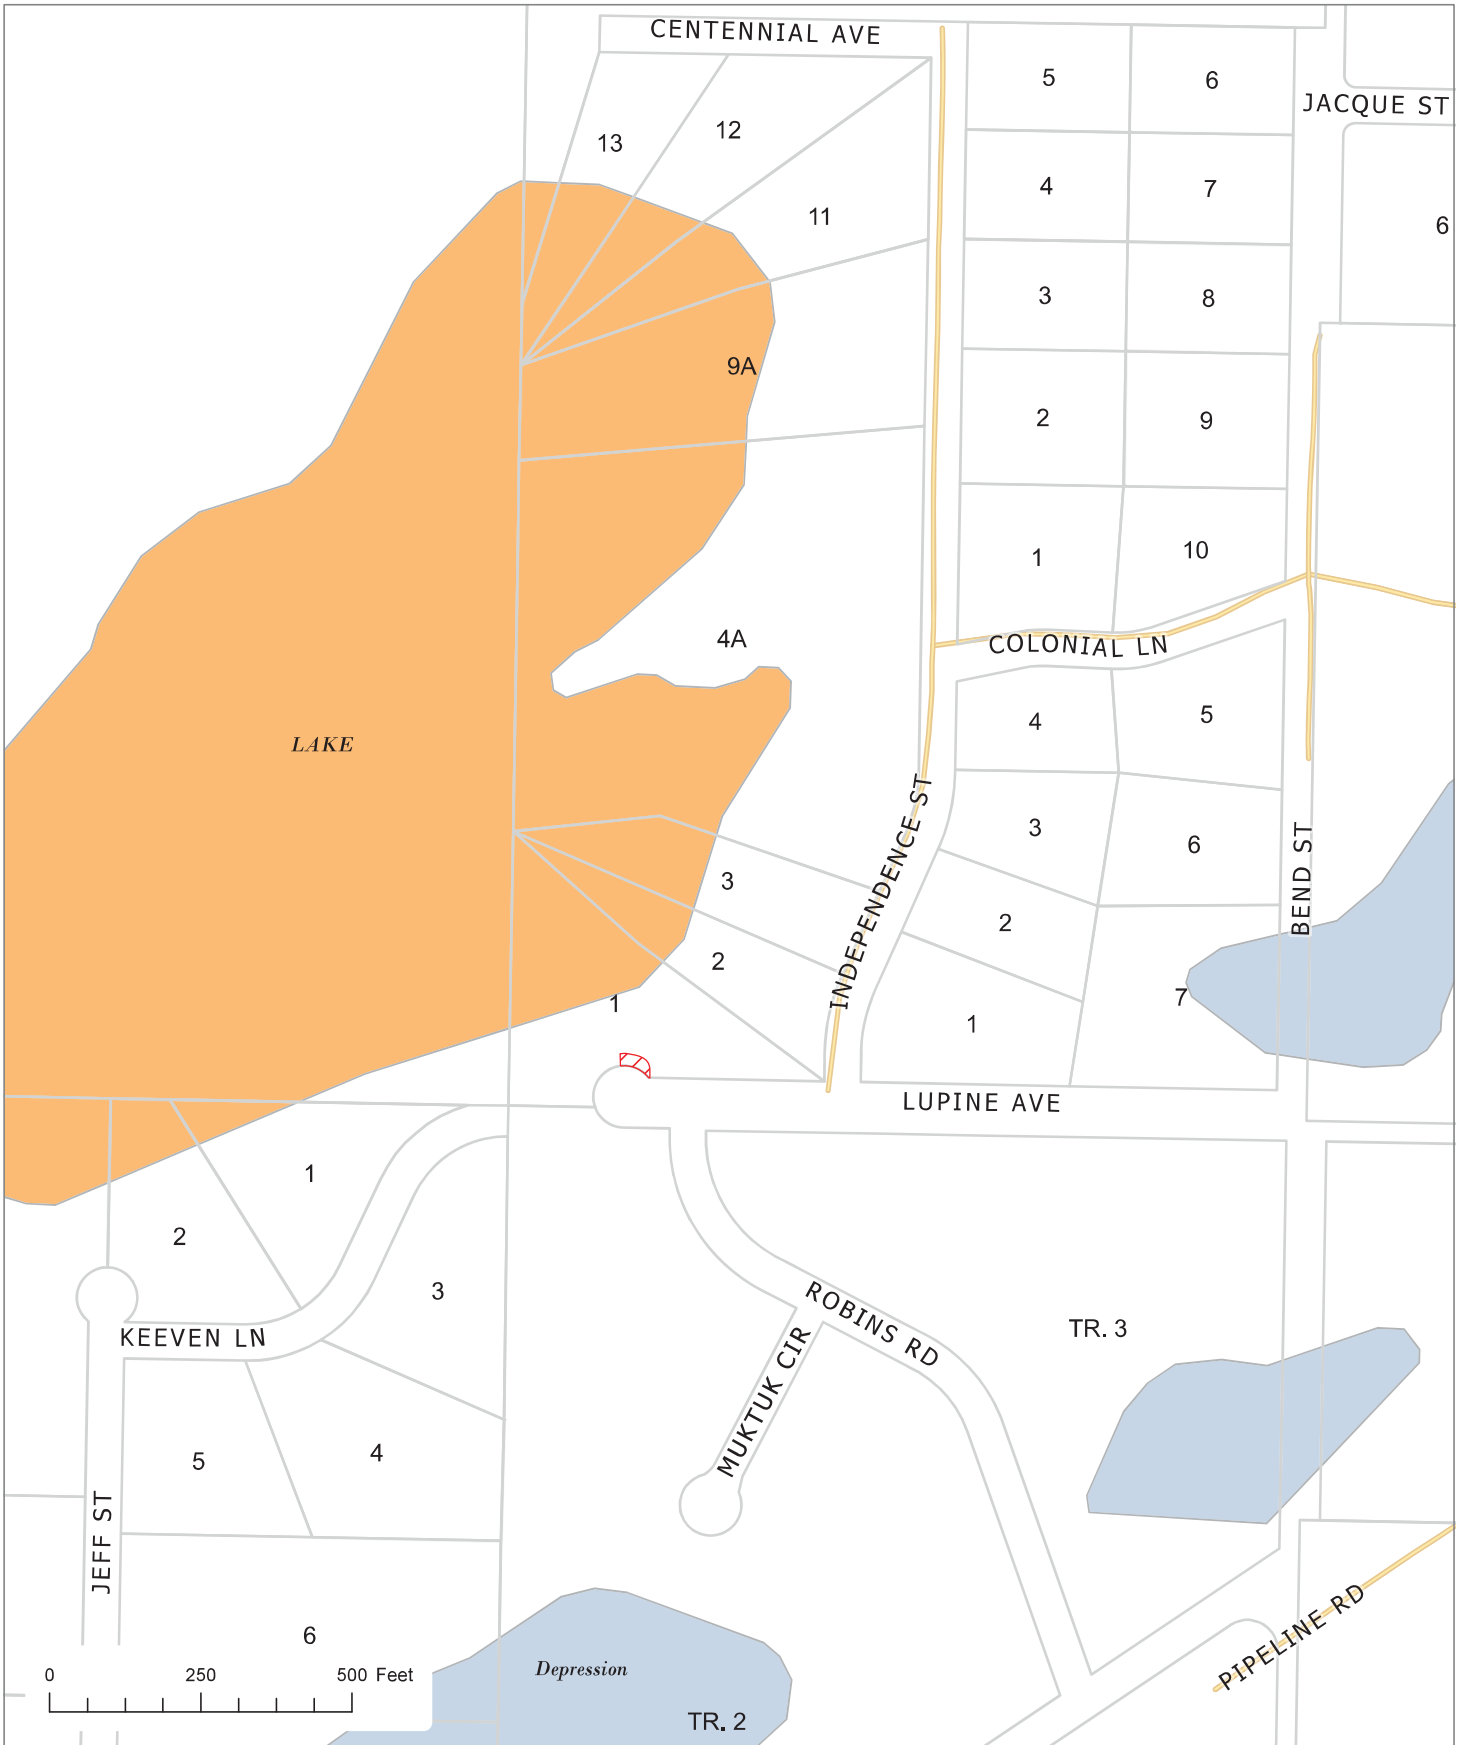 CENTENNIAL AVE
5
6
JACQUE ST
13
12
4
7
11
6
3
8
9A
2
9
1
10
4A
COLONIAL LN
LAKE
4
5
INDEPENDENCE ST
3
6
BEND ST
3
2
2
1
7
1
LUPINE AVE
1
2
3
ROBINS RD
TR. 3
KEEVEN LN
MUKTUK CIR
5
4
JEFF ST
6
PIPELINE RD
Depression
0 250 500 Feet
TR. 2